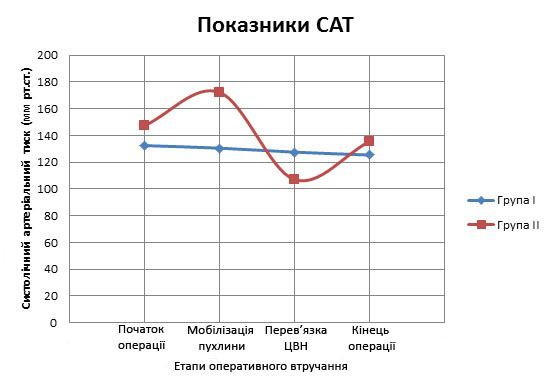 Показники САТ
200
180
160
140
120
100
80
60
40
20
0
Систолічний артеріальний тиск (мм рт.ст.)
Початок операції
Мобілізація пухлини
Перев’язка ЦВН
Кінець операції
Етапи оперативного втручання
Група I
Група II